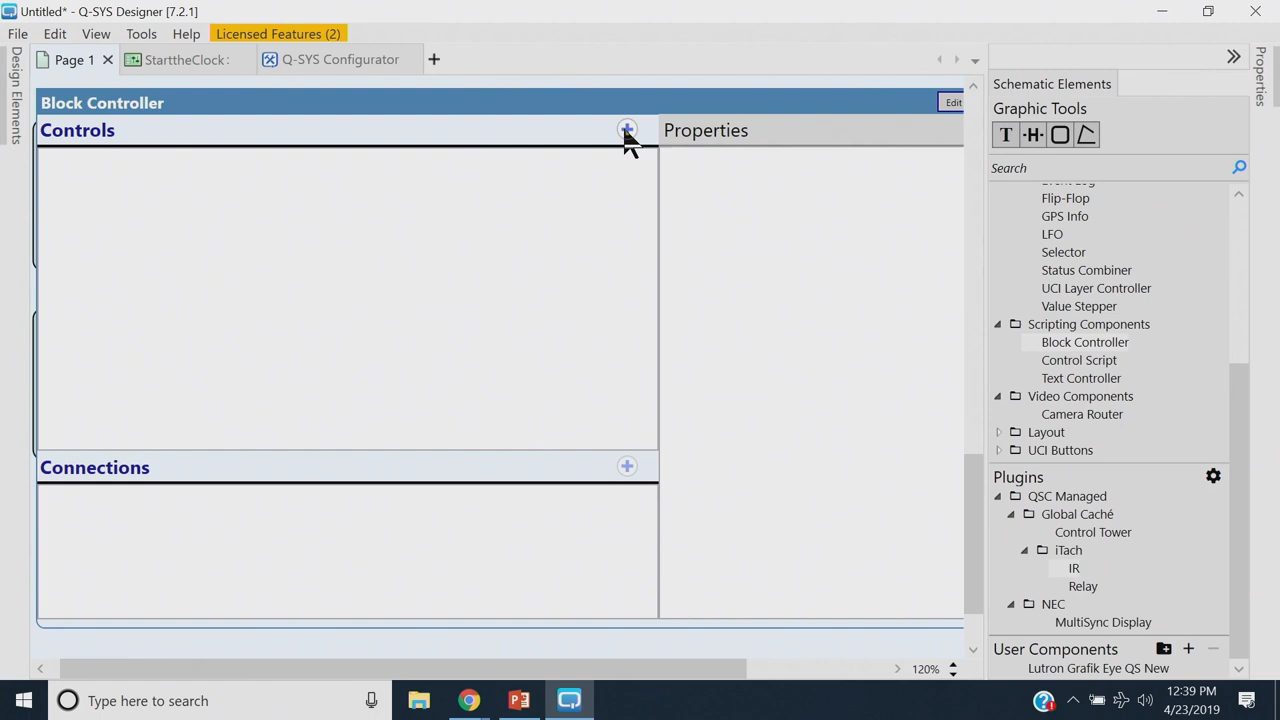 Untitled* - Q-SYS Designer [7.2.1]
File Edit View Tools Help Licensed Features (2)
Design Elements
Page 1 StarttheClock: Q-SYS Configurator
Block Controller Edit
Controls Properties
Connections
120%
Properties
Schematic Elements
Graphic Tools
T H
Search
Event Log
Flip-Flop
GPS Info
LFO
Selector
Status Combiner
UCI Layer Controller
Value Stepper
Scripting Components
Block Controller
Control Script
Text Controller
Video Components
Camera Router
Layout
UCI Buttons
Plugins
QSC Managed
Global Caché
Control Tower
iTach
IR
Relay
NEC
MultiSync Display
User Components
Lutron Grafik Eye QS New
Type here to search
12:39 PM
4/23/2019